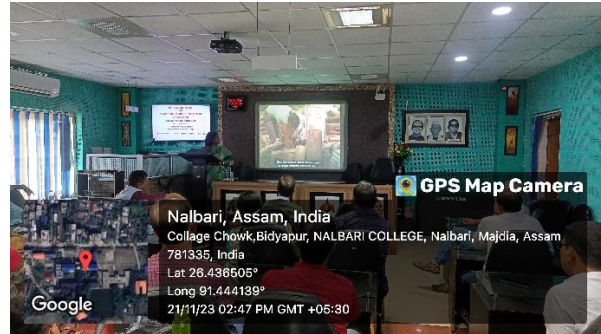 GPS Map Camera
Nalbari, Assam, India
Collage Chowk,Bidyapur, NALBARI COLLEGE, Nalbari, Majdia, Assam
781335, India
Lat 26.436505°
Long 91.444139°
21/11/23 02:47 PM GMT +05:30
Google